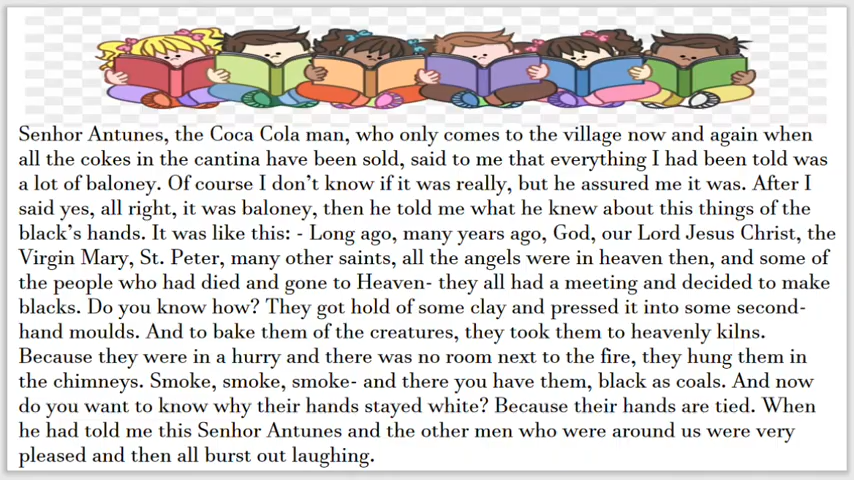 Senhor Antunes, the Coca Cola man, who only comes to the village now and again when
all the cokes in the cantina have been sold, said to me that everything I had been told was
a lot of baloney. Of course I don’t know if it was really, but he assured me it was. After I
said yes, all right, it was baloney, then he told me what he knew about this things of the
black’s hands. It was like this: - Long ago, many years ago, God, our Lord Jesus Christ, the
Virgin Mary, St. Peter, many other saints, all the angels were in heaven then, and some of
the people who had died and gone to Heaven- they all had a meeting and decided to make
blacks. Do you know how? They got hold of some clay and pressed it into some second-
hand moulds. And to bake them of the creatures, they took them to heavenly kilns.
Because they were in a hurry and there was no room next to the fire, they hung them in
the chimneys. Smoke, smoke, smoke- and there you have them, black as coals. And now
do you want to know why their hands stayed white? Because their hands are tied. When
he had told me this Senhor Antunes and the other men who were around us were very
pleased and then all burst out laughing.